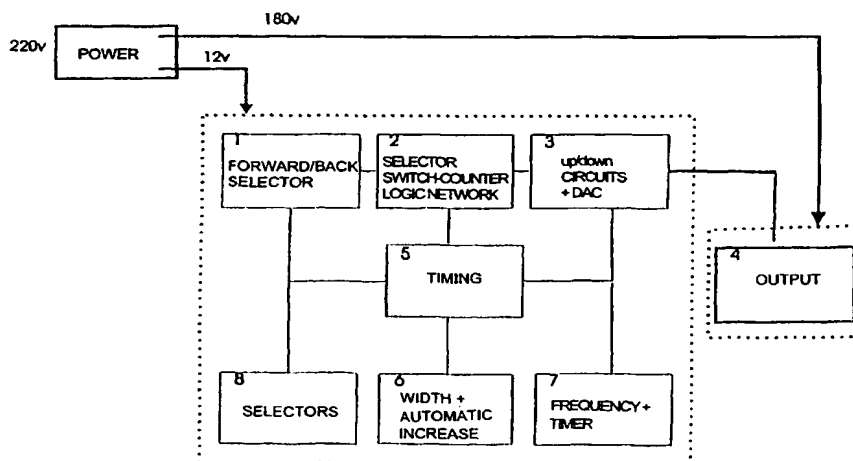 180v
220v
POWER
12v
1
FORWARD/BACK
SELECTOR
2
SELECTOR
SWITCH-COUNTER
LOGIC NETWORK
3
up/down
CIRCUITS
+ DAC
4
OUTPUT
5
TIMING
8
SELECTORS
6
WIDTH +
AUTOMATIC
INCREASE
7
FREQUENCY +
TIMER